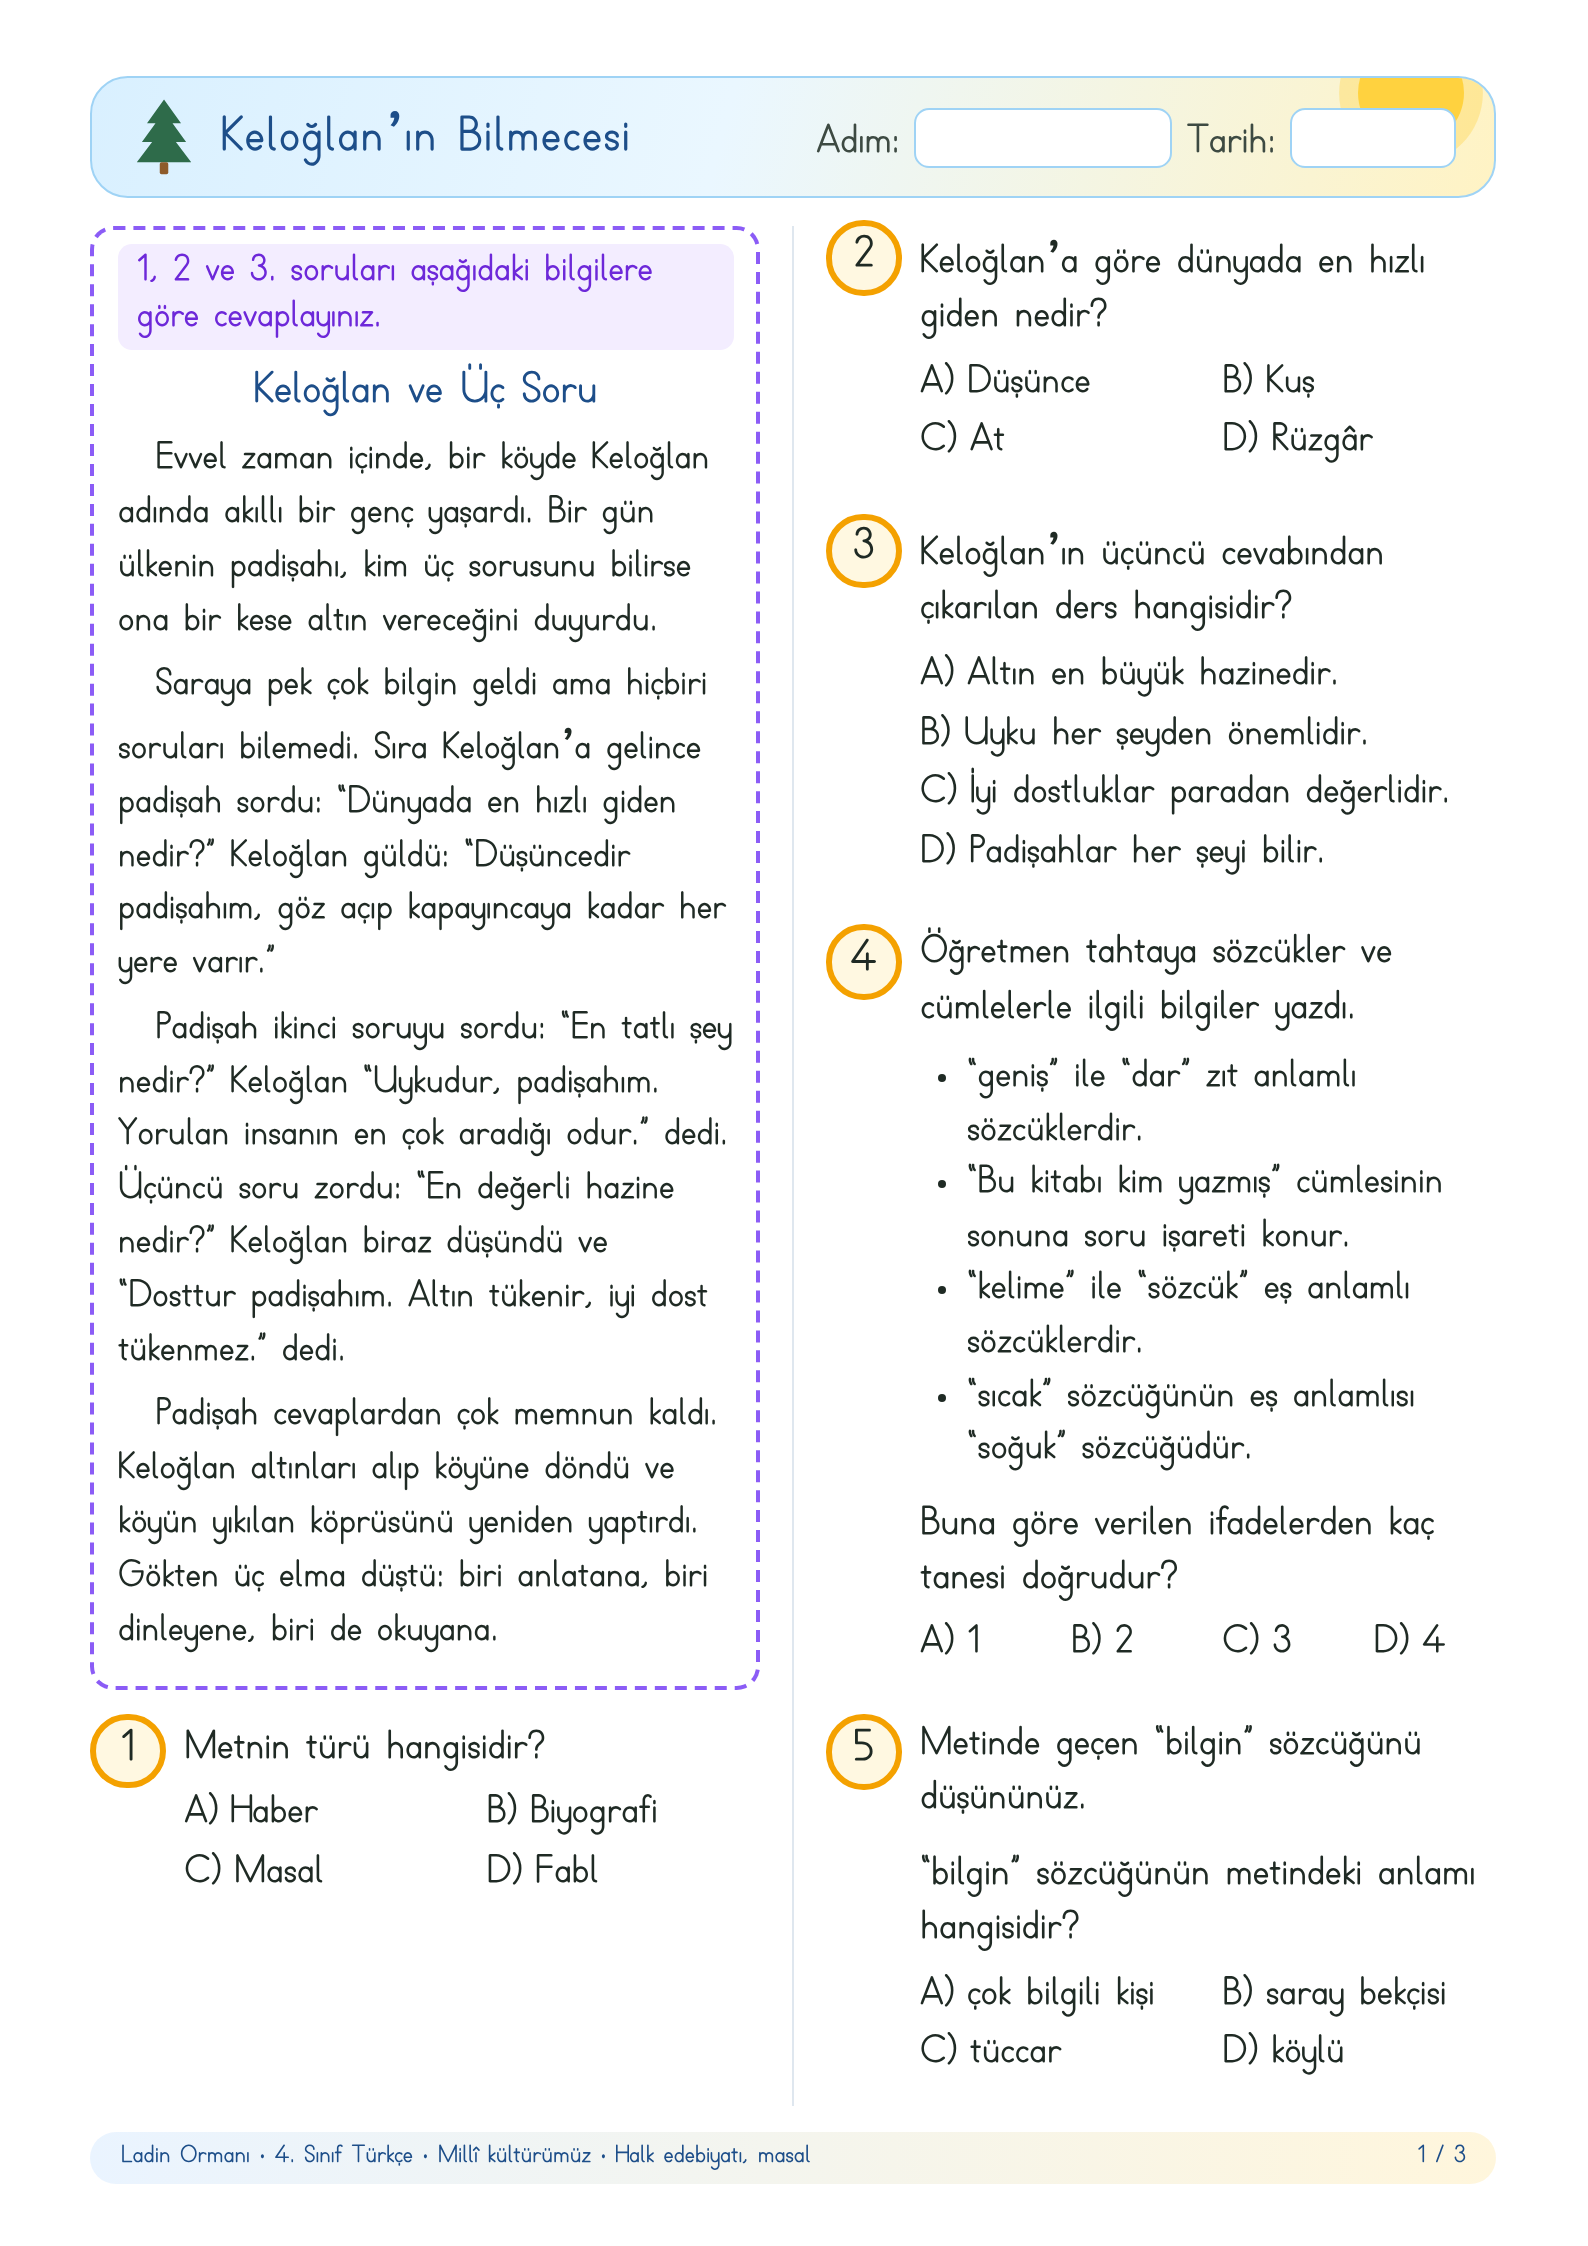 Keloğlan’ın Bilmecesi
Adım:
Tarih:
1, 2 ve 3. soruları aşağıdaki bilgilere
göre cevaplayınız.
Keloğlan ve Üç Soru
Evvel zaman içinde, bir köyde Keloğlan
adında akıllı bir genç yaşardı. Bir gün
ülkenin padişahı, kim üç sorusunu bilirse
ona bir kese altın vereceğini duyurdu.
Saraya pek çok bilgin geldi ama hiçbiri
soruları bilemedi. Sıra Keloğlan’a gelince
padişah sordu: “Dünyada en hızlı giden
nedir?” Keloğlan güldü: “Düşüncedir
padişahım, göz açıp kapayıncaya kadar her
yere varır.”
Padişah ikinci soruyu sordu: “En tatlı şey
nedir?” Keloğlan “Uykudur, padişahım.
Yorulan insanın en çok aradığı odur.” dedi.
Üçüncü soru zordu: “En değerli hazine
nedir?” Keloğlan biraz düşündü ve
“Dosttur padişahım. Altın tükenir, iyi dost
tükenmez.” dedi.
Padişah cevaplardan çok memnun kaldı.
Keloğlan altınları alıp köyüne döndü ve
köyün yıkılan köprüsünü yeniden yaptırdı.
Gökten üç elma düştü: biri anlatana, biri
dinleyene, biri de okuyana.
1
Metnin türü hangisidir?
A) Haber
B) Biyografi
C) Masal
D) Fabl
2
Keloğlan’a göre dünyada en hızlı
giden nedir?
A) Düşünce
B) Kuş
C) At
D) Rüzgâr
3
Keloğlan’ın üçüncü cevabından
çıkarılan ders hangisidir?
A) Altın en büyük hazinedir.
B) Uyku her şeyden önemlidir.
C) İyi dostluklar paradan değerlidir.
D) Padişahlar her şeyi bilir.
4
Öğretmen tahtaya sözcükler ve
cümlelerle ilgili bilgiler yazdı.
• “geniş” ile “dar” zıt anlamlı
sözcüklerdir.
• “Bu kitabı kim yazmış” cümlesinin
sonuna soru işareti konur.
• “kelime” ile “sözcük” eş anlamlı
sözcüklerdir.
• “sıcak” sözcüğünün eş anlamlısı
“soğuk” sözcüğüdür.
Buna göre verilen ifadelerden kaç
tanesi doğrudur?
A) 1
B) 2
C) 3
D) 4
5
Metinde geçen “bilgin” sözcüğünü
düşününüz.
“bilgin” sözcüğünün metindeki anlamı
hangisidir?
A) çok bilgili kişi
B) saray bekçisi
C) tüccar
D) köylü
Ladin Ormanı • 4. Sınıf Türkçe • Millî kültürümüz • Halk edebiyatı, masal
1 / 3